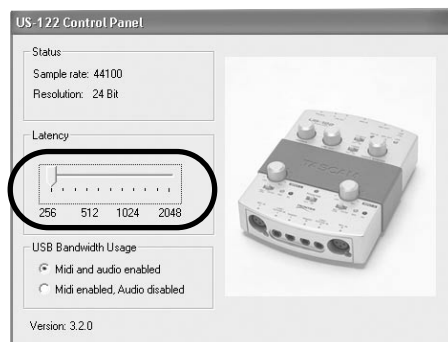 US-122 Control Panel
Status
Sample rate: 44100
Resolution: 24 Bit
Latency
256 512 1024 2048
USB Bandwidth Usage
Midi and audio enabled
Midi enabled, Audio disabled
Version: 3.2.0
TASCAM